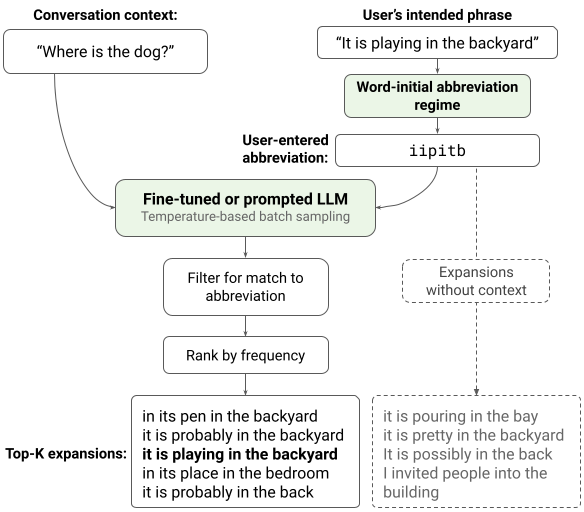 Conversation context:
User's intended phrase
“Where is the dog?”
“It is playing in the backyard”
Word-initial abbreviation
regime
User-entered
abbreviation:
iipitb
Fine-tuned or prompted LLM
Temperature-based batch sampling
Filter for match to
abbreviation
Expansions
without context
Rank by frequency
Top-K expansions:
in its pen in the backyard
it is probably in the backyard
it is playing in the backyard
in its place in the bedroom
it is probably in the back
it is pouring in the bay
it is pretty in the backyard
It is possibly in the back
I invited people into the
building